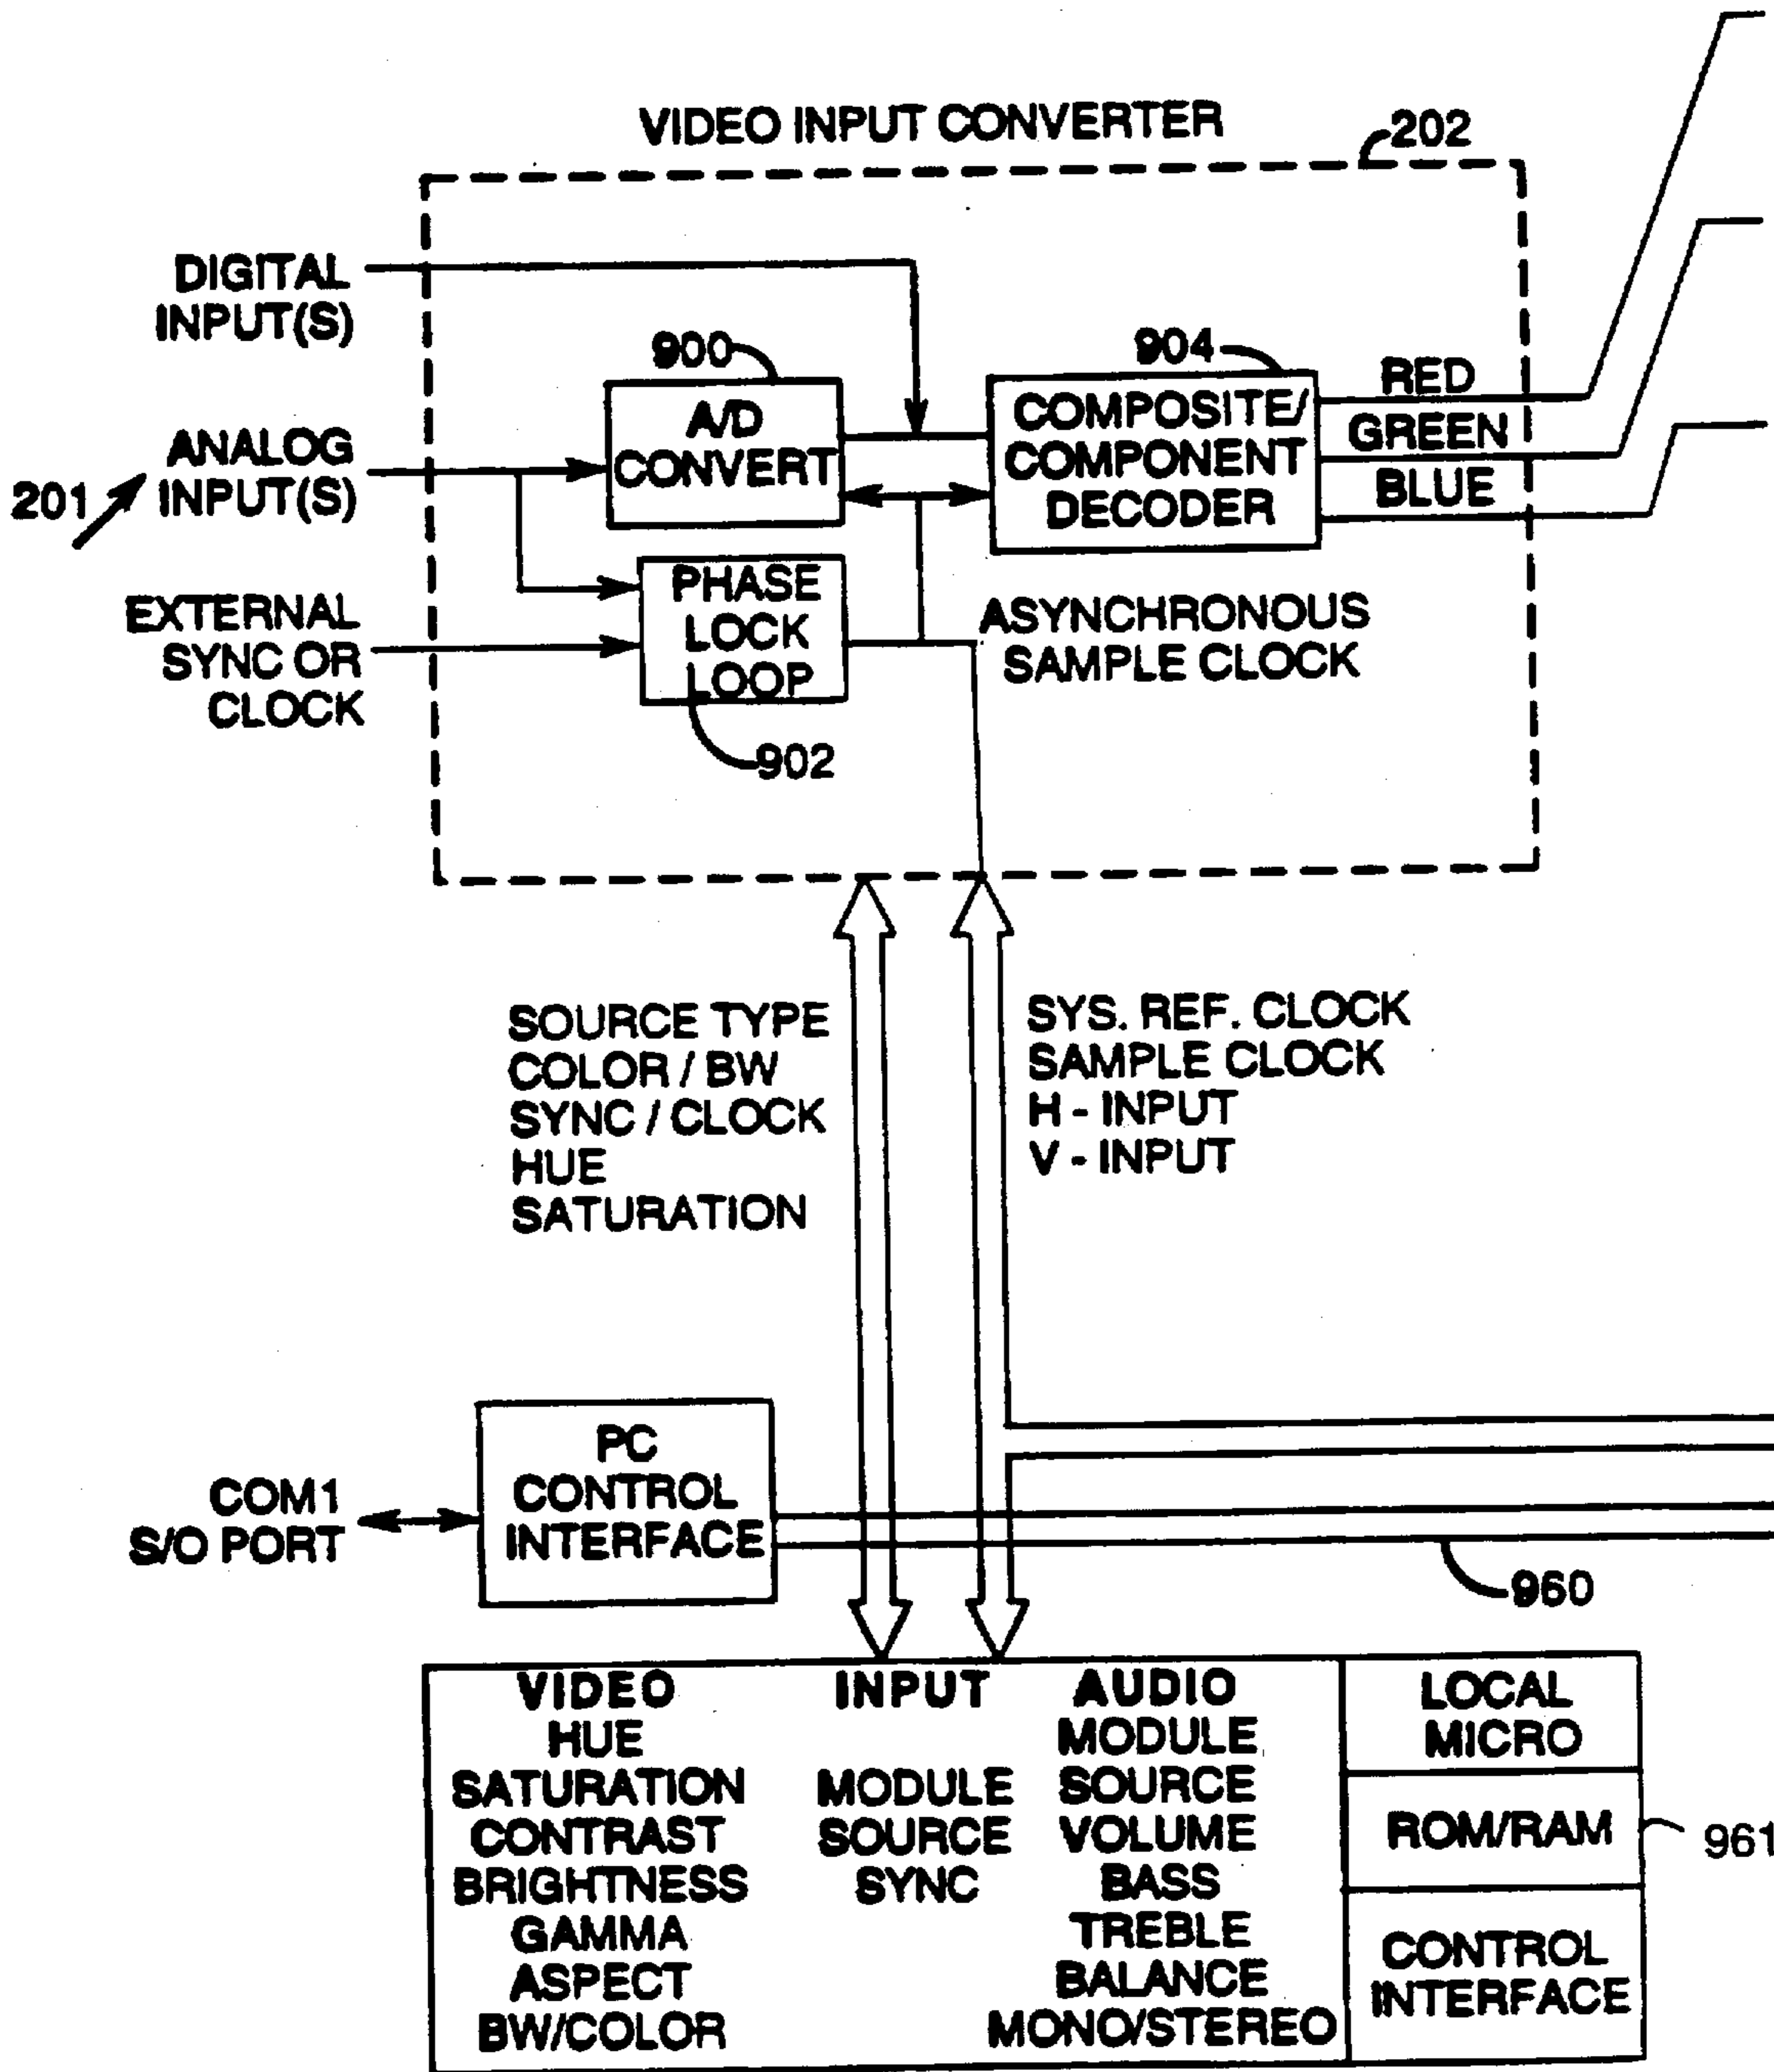 VIDEO INPUT CONVERTER
202
DIGITAL
INPUT(S)
900
A/D
CONVERT
904
COMPOSITE/
COMPONENT
DECODER
RED
GREEN
BLUE
201
ANALOG
INPUT(S)
EXTERNAL
SYNC OR
CLOCK
PHASE
LOCK
LOOP
902
ASYNCHRONOUS
SAMPLE CLOCK
SOURCE TYPE
COLOR / BW
SYNC / CLOCK
HUE
SATURATION
SYS. REF. CLOCK
SAMPLE CLOCK
H - INPUT
V - INPUT
COM1
S/O PORT
PC
CONTROL
INTERFACE
960
VIDEO
HUE
SATURATION
CONTRAST
BRIGHTNESS
GAMMA
ASPECT
BW/COLOR
INPUT
MODULE
SOURCE
SYNC
AUDIO
MODULE
SOURCE
VOLUME
BASS
TREBLE
BALANCE
MONO/STEREO
LOCAL
MICRO
ROM/RAM
961
CONTROL
INTERFACE